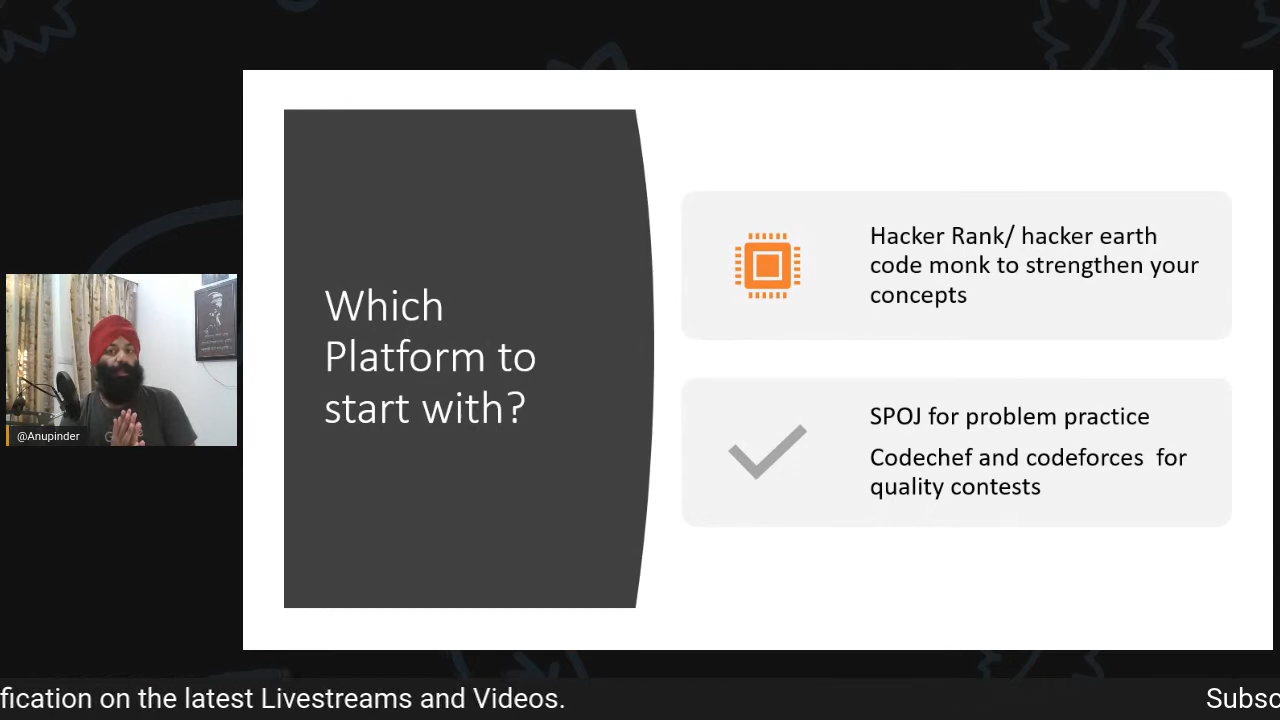 Which
Platform to
start with?
Hacker Rank/ hacker earth
code monk to strengthen your
concepts
SPOJ for problem practice
Codechef and codeforces for
quality contests
@Anupinder
fication on the latest Livestreams and Videos.
Subsc